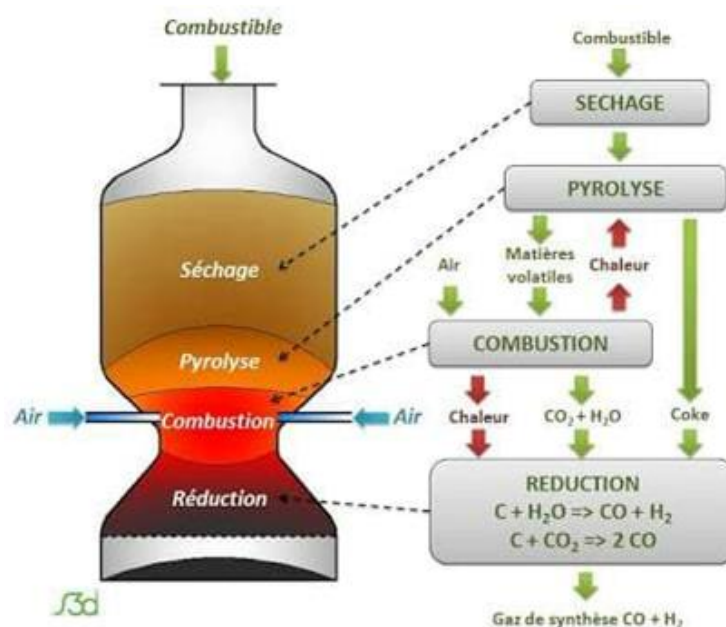 Combustible
Séchage
Pyrolyse
Air
Combustion
Air
Réduction
S3d
Combustible
SECHAGE
PYROLYSE
Air
Matières
volatiles
Chaleur
COMBUSTION
Chaleur
CO₂ + H₂O
Coke
REDUCTION
C + H₂O => CO + H₂
C + CO₂ => 2 CO
Gaz de synthèse CO + H₂